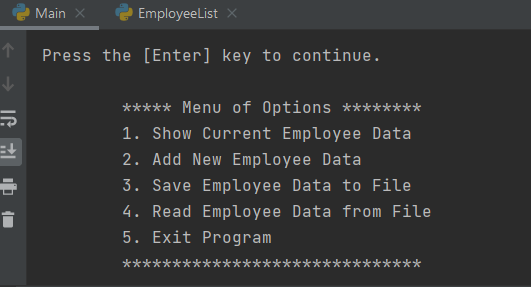 Main × EmployeeList ×
Press the [Enter] key to continue.
***** Menu of Options ********
1. Show Current Employee Data
2. Add New Employee Data
3. Save Employee Data to File
4. Read Employee Data from File
5. Exit Program
******************************